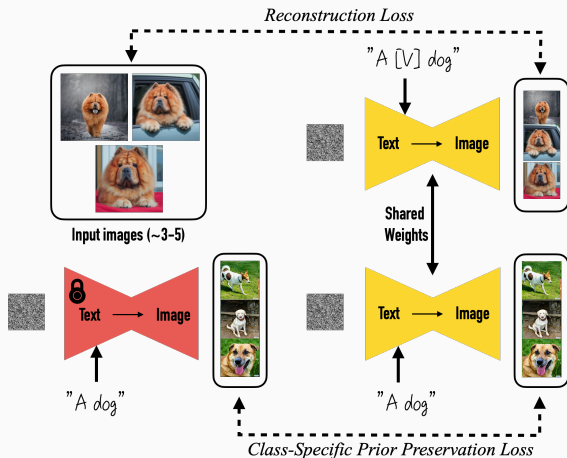 Reconstruction Loss
"A [V] dog"
Text → Image
Input images (~3–5)
Shared
Weights
Text → Image
"A dog"
Text → Image
"A dog"
Class-Specific Prior Preservation Loss